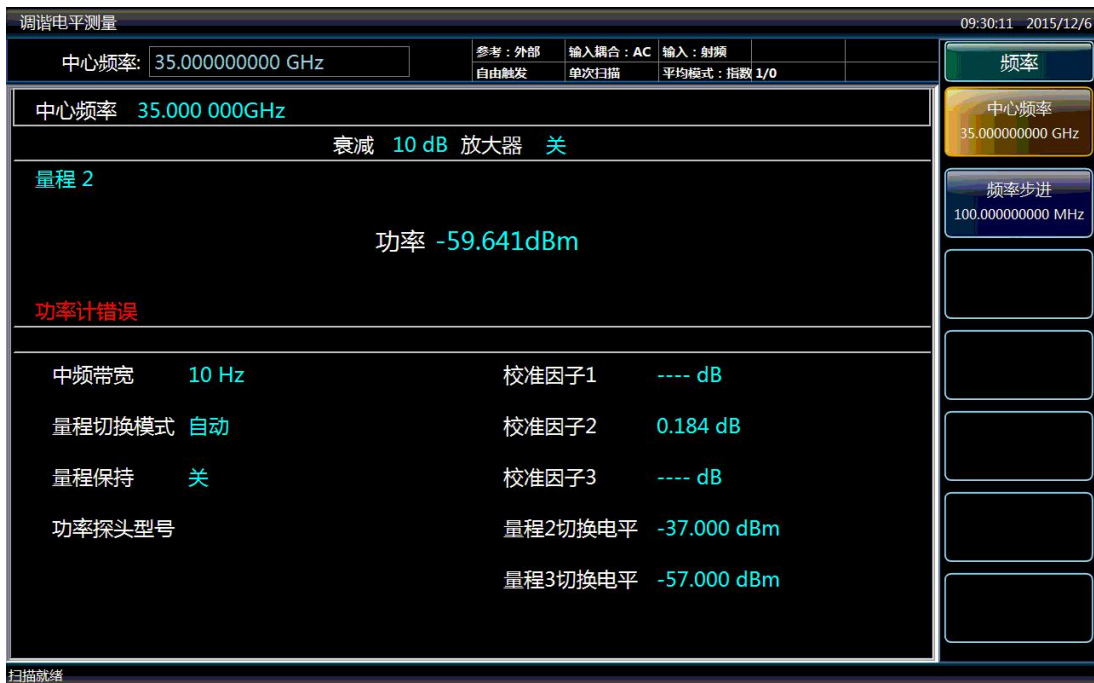 调谐电平测量 09:30:11 2015/12/6
中心频率: 35.000000000 GHz
参考：外部 输入耦合：AC 输入：射频
自由触发 单次扫描 平均模式：指数 1/0
频率
中心频率
35.000000000 GHz
频率步进
100.000000000 MHz
中心频率 35.000 000GHz
衰减 10 dB 放大器 关
量程 2
功率 -59.641dBm
功率计错误
中频带宽 10 Hz 校准因子1 ---- dB
量程切换模式 自动 校准因子2 0.184 dB
量程保持 关 校准因子3 ---- dB
功率探头型号 量程2切换电平 -37.000 dBm
量程3切换电平 -57.000 dBm
扫描就绪